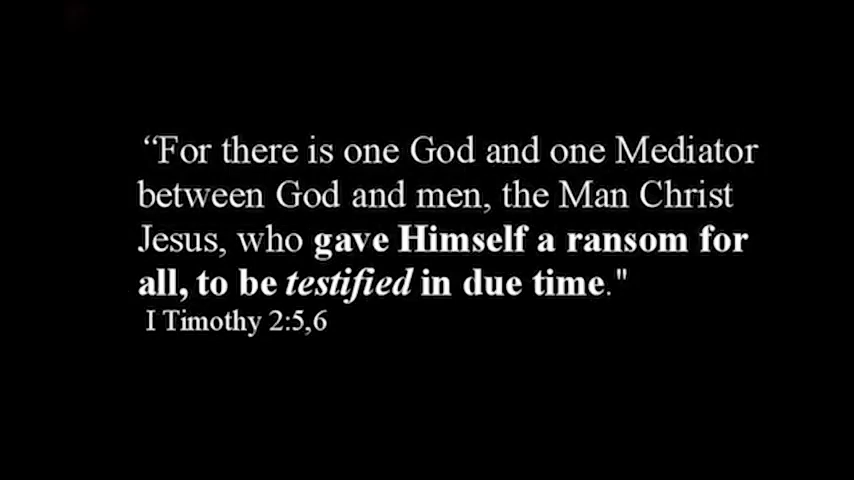 “For there is one God and one Mediator
between God and men, the Man Christ
Jesus, who gave Himself a ransom for
all, to be testified in due time."
I Timothy 2:5,6